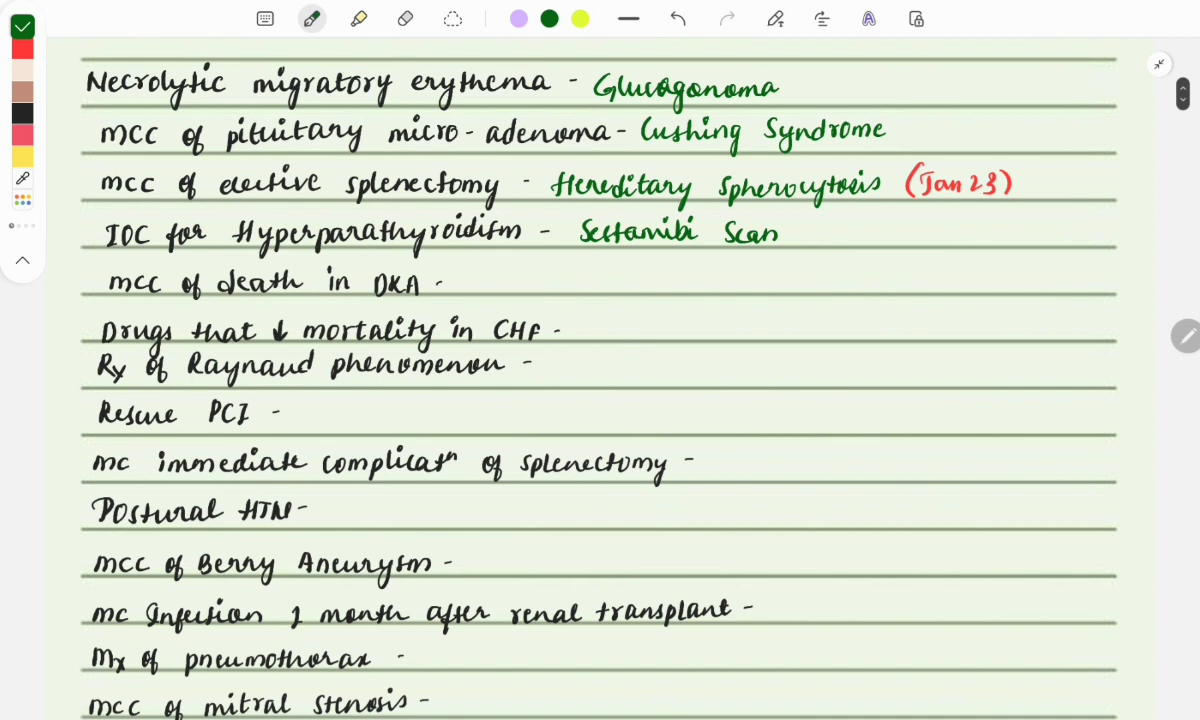 Necrolytic migratory erythema - Glucagonoma
mcc of pituitary micro-adenoma - Cushing Syndrome
mcc of elective splenectomy - Hereditary Spherocytosis (Jan 23)
IOC for Hyperparathyroidism - Sestamibi Scan
mcc of death in DKA -
Drugs that ↓ mortality in CHF -
Rx of Raynaud phenomenon -
Rescue PCI -
mc immediate complicatⁿ of splenectomy -
Postural HTN -
mcc of Berry Aneurysm -
mc Infection 1 month after renal transplant -
Mx of pneumothorax -
mcc of mitral stenosis -